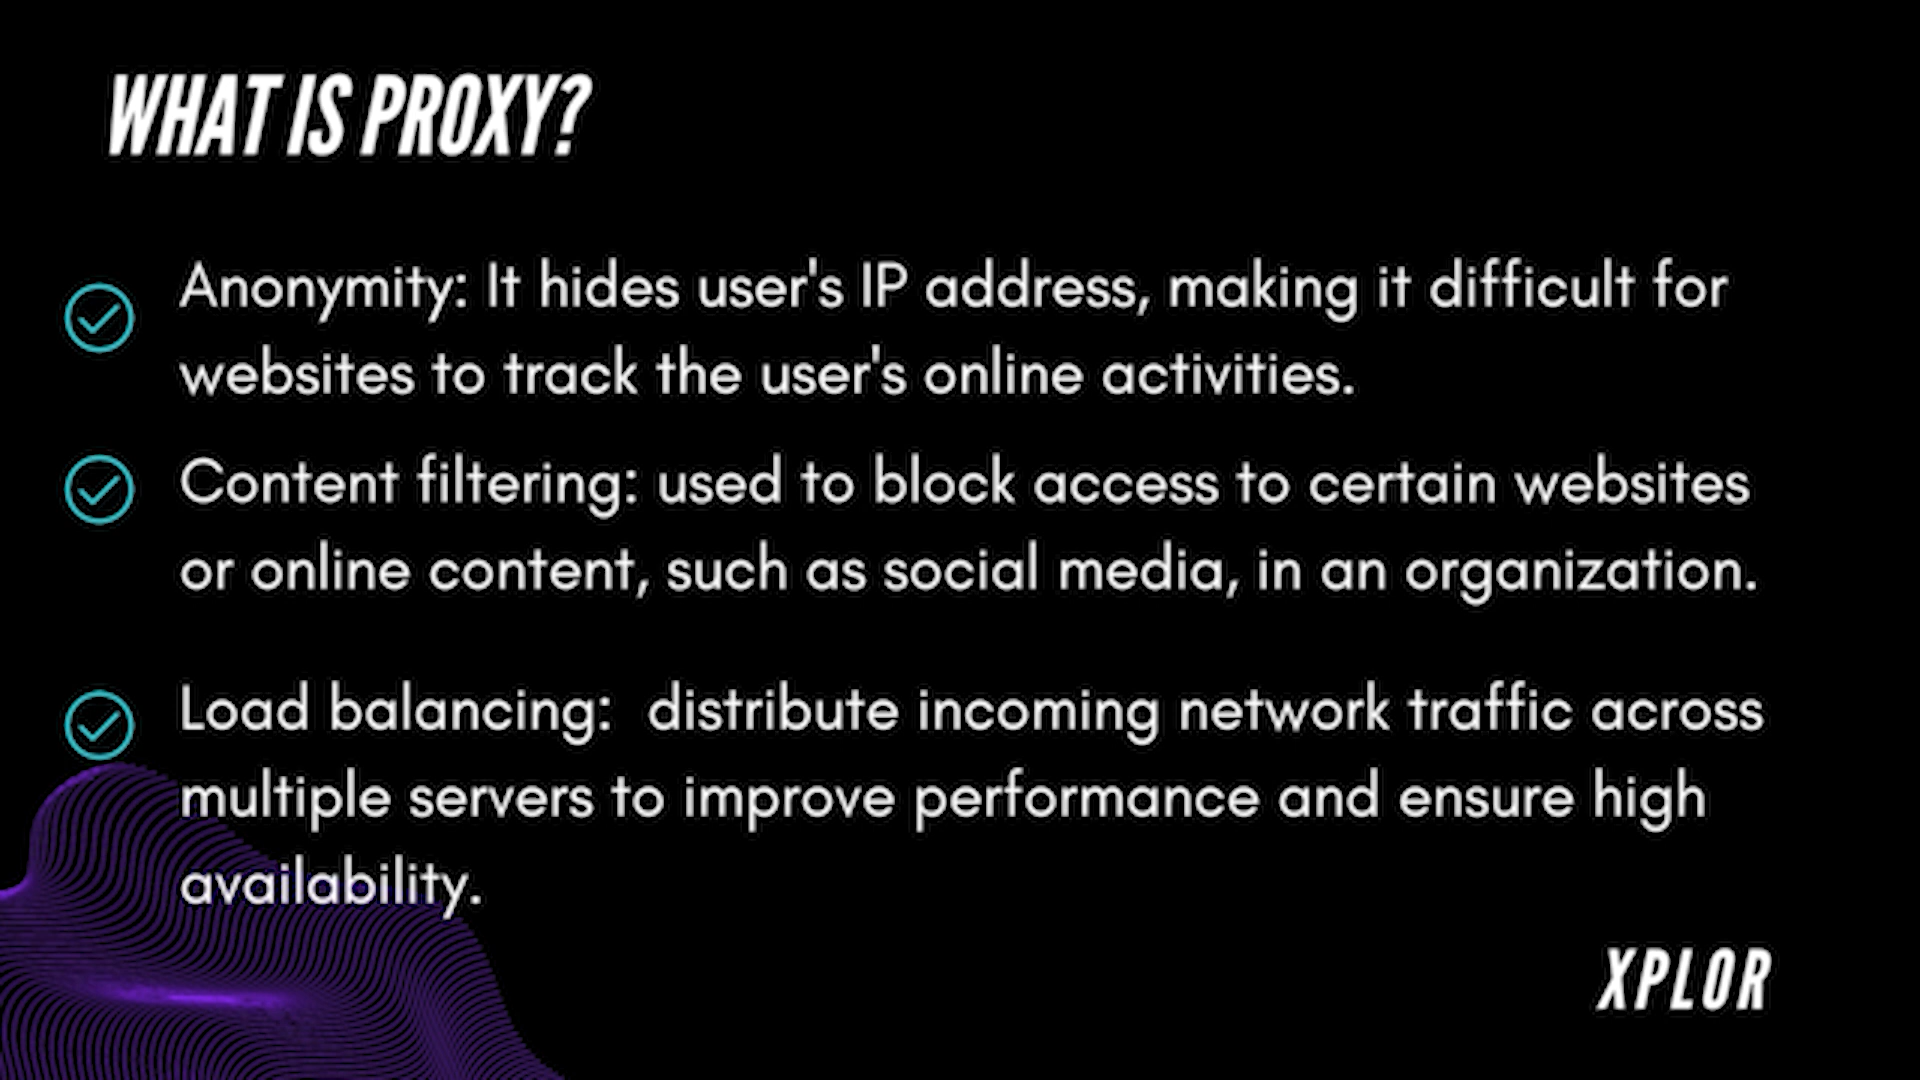 WHAT IS PROXY?
Anonymity: It hides user's IP address, making it difficult for
websites to track the user's online activities.
Content filtering: used to block access to certain websites
or online content, such as social media, in an organization.
Load balancing:  distribute incoming network traffic across
multiple servers to improve performance and ensure high
availability.
XPLOR